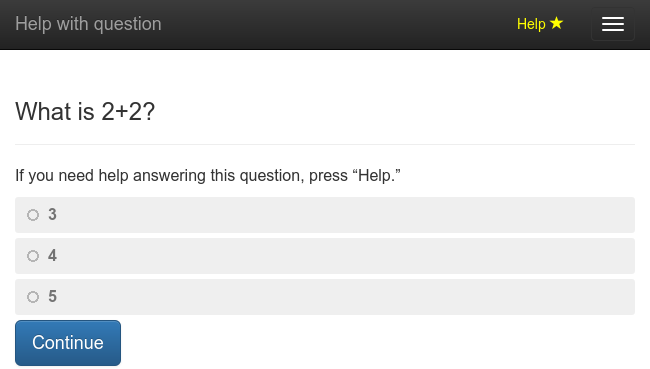 Help with question
Help ★
What is 2+2?
If you need help answering this question, press “Help.”
3
4
5
Continue